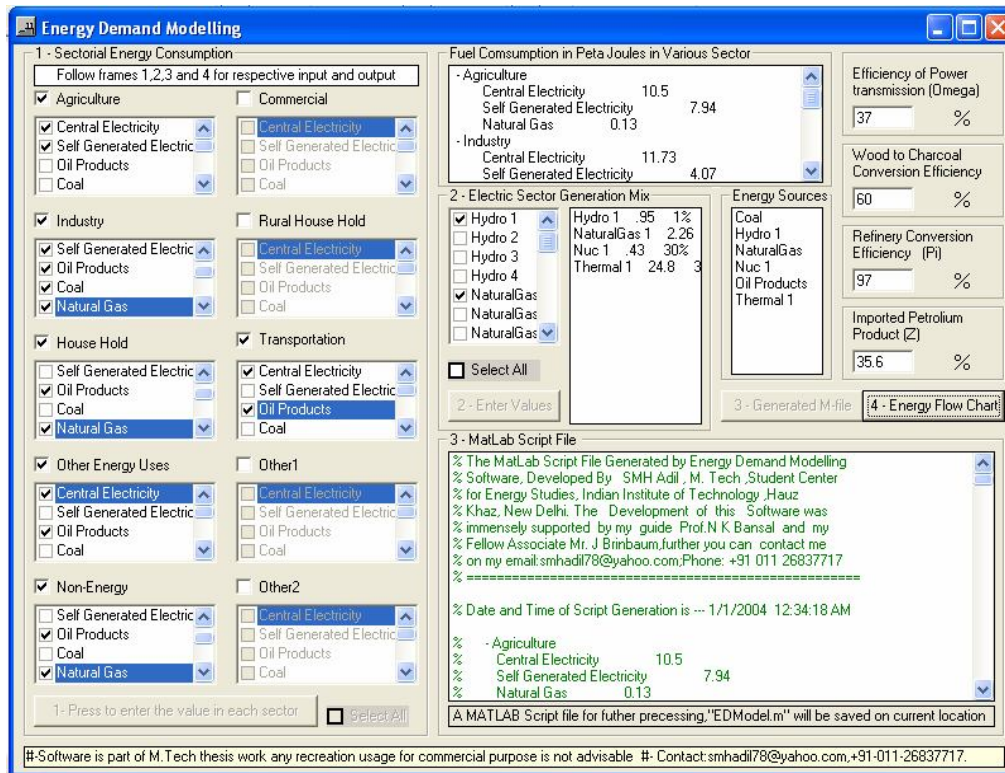 Energy Demand Modelling
1 - Sectorial Energy Consumption
Follow frames 1,2,3 and 4 for respective input and output
Agriculture
Central Electricity
Self Generated Electric
Oil Products
Coal
Commercial
Central Electricity
Self Generated Electric
Oil Products
Coal
Industry
Self Generated Electric
Oil Products
Coal
Natural Gas
Rural House Hold
Central Electricity
Self Generated Electric
Oil Products
Coal
House Hold
Self Generated Electric
Oil Products
Coal
Natural Gas
Transportation
Central Electricity
Self Generated Electric
Oil Products
Coal
Other Energy Uses
Central Electricity
Self Generated Electric
Oil Products
Coal
Other1
Central Electricity
Self Generated Electric
Oil Products
Coal
Non-Energy
Self Generated Electric
Oil Products
Coal
Natural Gas
Other2
Central Electricity
Self Generated Electric
Oil Products
Coal
1- Press to enter the value in each sector
Select All
Fuel Comsumption in Peta Joules in Various Sector
- Agriculture
Central Electricity 10.5
Self Generated Electricity 7.94
Natural Gas 0.13
- Industry
Central Electricity 11.73
Self Generated Electricity 4.07
2 - Electric Sector Generation Mix
Hydro 1
Hydro 2
Hydro 3
Hydro 4
NaturalGas
NaturalGas
NaturalGas
Select All
2 - Enter Values
Hydro 1 .95 1%
NaturalGas 1 2.26
Nuc 1 .43 30%
Thermal 1 24.8 3
Energy Sources
Coal
Hydro 1
NaturalGas
Nuc 1
Oil Products
Thermal 1
Efficiency of Power
transmission (Omega)
37 %
Wood to Charcoal
Conversion Efficiency
60 %
Refinery Conversion
Efficiency (Pi)
97 %
Imported Petrolium
Product (Z)
35.6 %
3 - Generated M-file
4 - Energy Flow Chart
3 - MatLab Script File
% The MatLab Script File Generated by Energy Demand Modelling
% Software, Developed By SMH Adil , M. Tech ,Student Center
% for Energy Studies, Indian Institute of Technology ,Hauz
% Khaz, New Delhi. The Development of this Software was
% immensely supported by my guide Prof.N K Bansal and my
% Fellow Associate Mr. J Brinbaum,further you can contact me
% on my email:smhadil78@yahoo.com;Phone: +91 011 26837717
% =====================================================
% Date and Time of Script Generation is --- 1/1/2004 12:34:18 AM
% - Agriculture
% Central Electricity 10.5
% Self Generated Electricity 7.94
% Natural Gas 0.13
A MATLAB Script file for futher precessing,"EDModel.m" will be saved on current location
#-Software is part of M.Tech thesis work any recreation usage for commercial purpose is not advisable #- Contact:smhadil78@yahoo.com,+91-011-26837717.